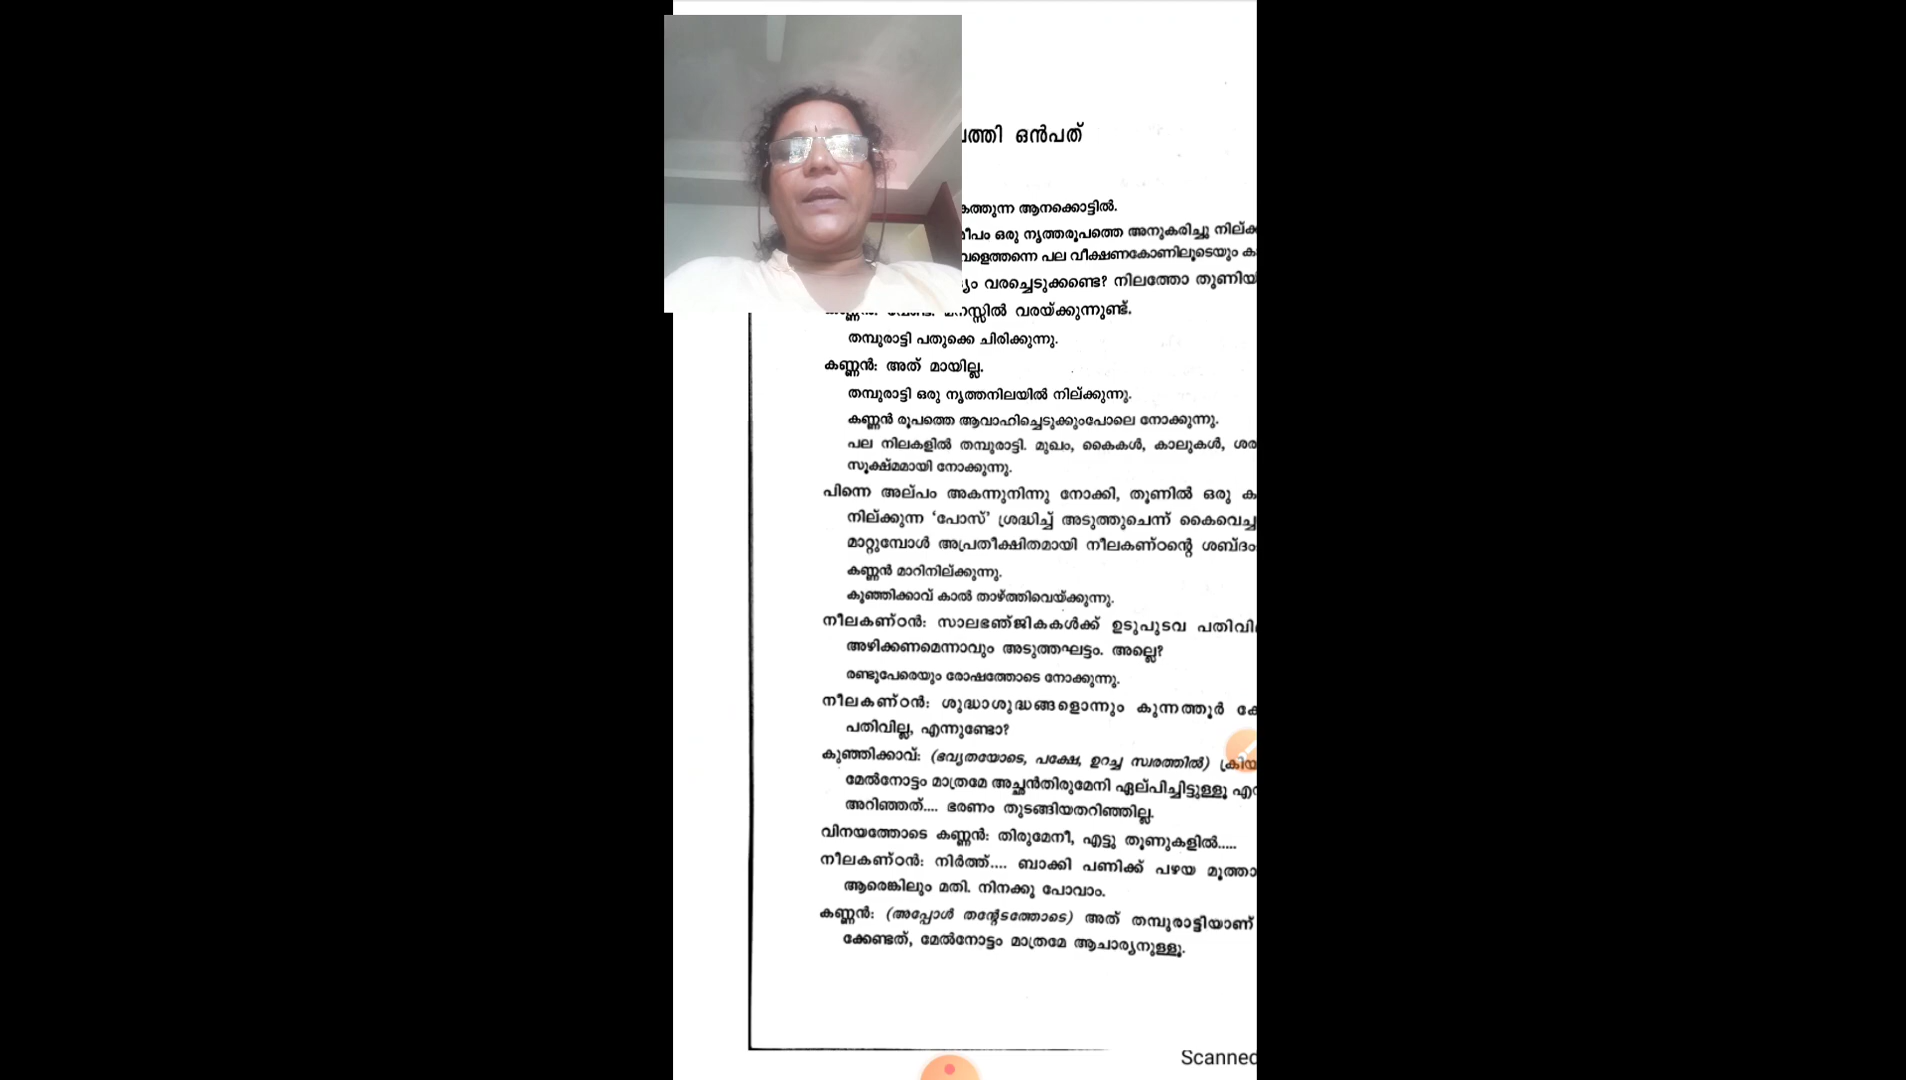 ത്തി ഒൻപത്
കത്തുന്ന ആനക്കൊട്ടിൽ.
ഒരു നൃത്തരൂപത്തെ അനുകരിച്ചു
പല വീക്ഷണകോണിലൂടെയും
വരച്ചെടുക്കണ്ടെ? നിലത്തോ
മനസ്സിൽ വരയ്ക്കുന്നുണ്ട്.
തമ്പുരാട്ടി പതുക്കെ ചിരിക്കുന്നു.
കണ്ണൻ: അത് മായില്ല.
തമ്പുരാട്ടി ഒരു നൃത്തനിലയിൽ നില്ക്കുന്നു.
കണ്ണൻ രൂപത്തെ ആവാഹിച്ചെടുക്കുംപോലെ നോക്കുന്നു.
പല നിലകളിൽ തമ്പുരാട്ടി. മുഖം, കൈകൾ, കാലുകൾ,
സൂക്ഷ്മമായി നോക്കുന്നു.
പിന്നെ അല്പം അകന്നുനിന്നു നോക്കി, തൂണിൽ ഒരു
നില്ക്കുന്ന 'പോസ്' ശ്രദ്ധിച്ച് അടുത്തുചെന്ന് കൈവെച്ച
മാറ്റുമ്പോൾ അപ്രതീക്ഷിതമായി നീലകണ്ഠന്റെ ശബ്ദം
കണ്ണൻ മാറിനില്ക്കുന്നു.
കുഞ്ഞിക്കാവ് കാൽ താഴ്ത്തിവെയ്ക്കുന്നു.
നീലകണ്ഠൻ: സാലഭഞ്ജികകൾക്ക് ഉടുപുടവ
അഴിക്കണമെന്നാവും അടുത്തഘട്ടം. അല്ലെ?
രണ്ടുപേരെയും രോഷത്തോടെ നോക്കുന്നു.
നീലകണ്ഠൻ: ശുദ്ധാശുദ്ധങ്ങളൊന്നും കുന്നത്തൂർ
പതിവില്ല, എന്നുണ്ടോ?
കുഞ്ഞിക്കാവ്: (ഭവ്യതയോടെ, പക്ഷേ, ഉറച്ച സ്വരത്തിൽ)
മേൽനോട്ടം മാത്രമേ അച്ഛൻതിരുമേനി ഏല്പിച്ചിട്ടുള്ളൂ
അറിഞ്ഞത്.... ഭരണം തുടങ്ങിയതറിഞ്ഞില്ല.
വിനയത്തോടെ കണ്ണൻ: തിരുമേനീ, എട്ടു തൂണുകളിൽ.....
നീലകണ്ഠൻ: നിർത്ത്.... ബാക്കി പണിക്ക് പഴയ
ആരെങ്കിലും മതി. നിനക്കു പോവാം.
കണ്ണൻ: (അപ്പോൾ തന്റേടത്തോടെ) അത് തമ്പുരാട്ടിയാണ്
ക്കേണ്ടത്, മേൽനോട്ടം മാത്രമേ ആചാര്യനുള്ളൂ.
Scanned